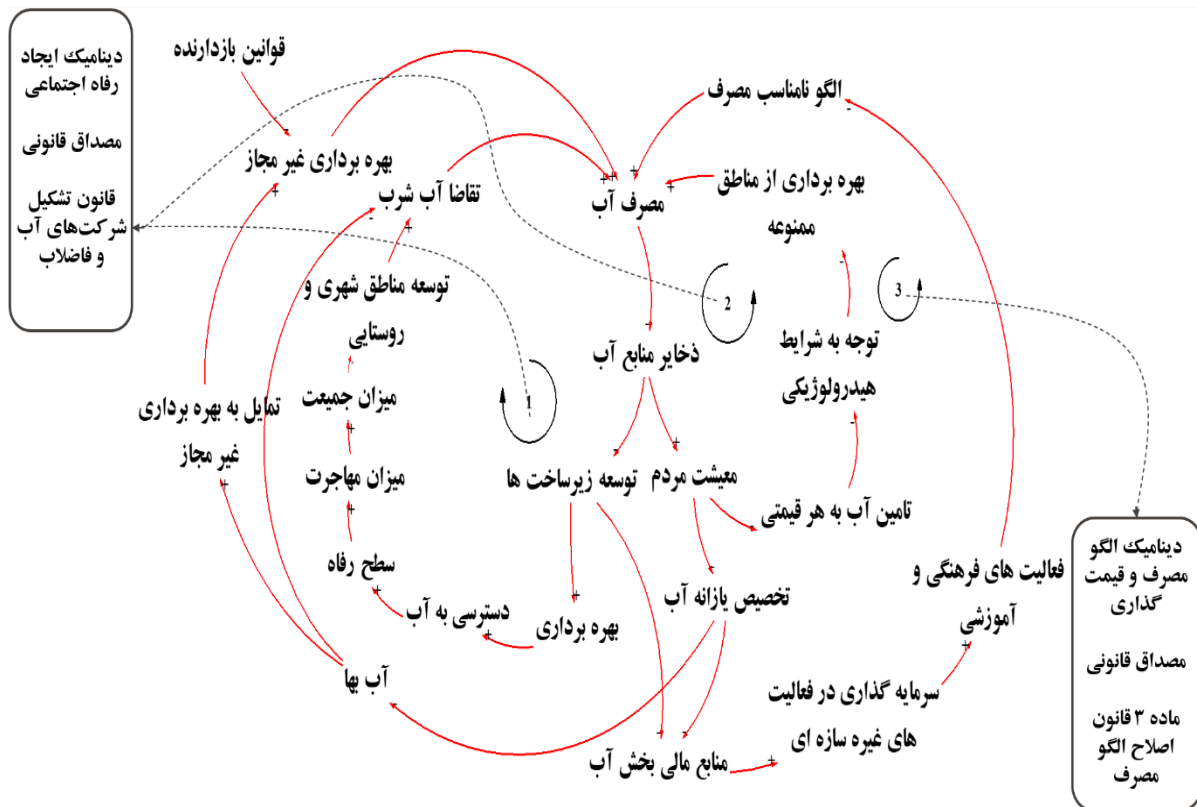 دینامیک ایجاد
رفاه اجتماعی
مصداق قانونی
قانون تشکیل
شرکت‌های آب
و فاضلاب
قوانین بازدارنده
بهره برداری غیر مجاز
تقاضا آب شرب
توسعه مناطق شهری و
روستایی
میزان جمیعت
میزان مهاجرت
سطح رفاه
دسترسی به آب
بهره برداری
تمایل به بهره برداری
غیر مجاز
آب بها
الگو نامناسب مصرف
بهره برداری از مناطق
ممنوعه
مصرف آب
ذخایر منابع آب
توجه به شرایط
هیدرولوژیکی
توسعه زیرساخت ها
معیشت مردم
تامین آب به هر قیمتی
تخصیص یازانه آب
فعالیت های فرهنگی و
آموزشی
سرمایه گذاری در فعالیت
های غیره سازه ای
منابع مالی بخش آب
1
2
3
دینامیک الگو
مصرف و قیمت
گذاری
مصداق قانونی
ماده ۳ قانون
اصلاح الگو
مصرف